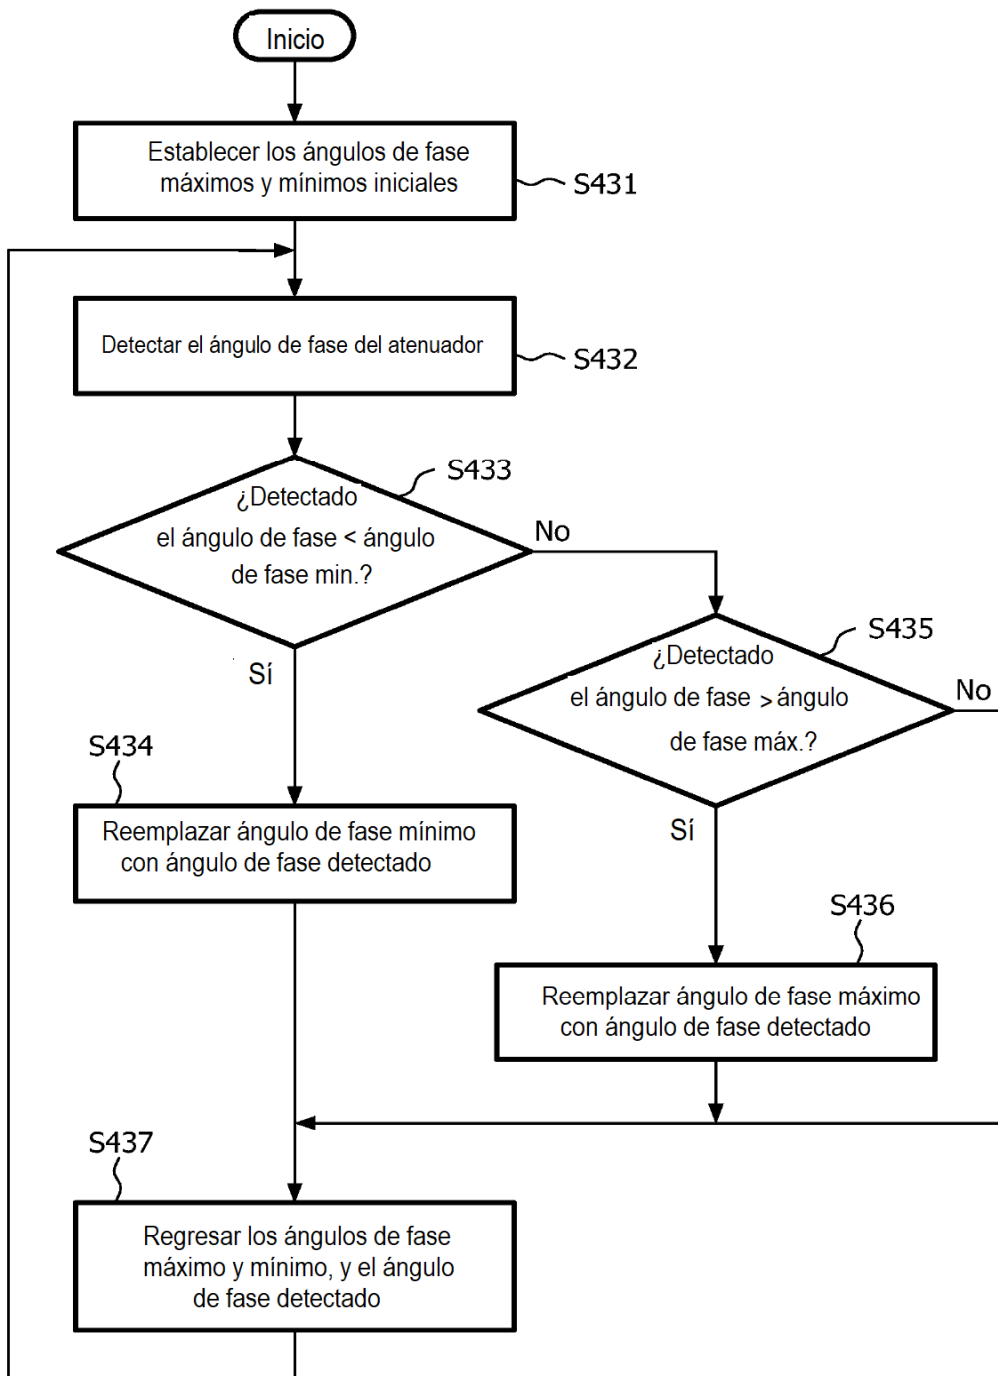 Inicio
Establecer los ángulos de fase
máximos y mínimos iniciales
S431
Detectar el ángulo de fase del atenuador
S432
S433
¿Detectado
el ángulo de fase < ángulo
de fase min.?
No
Sí
S435
¿Detectado
el ángulo de fase > ángulo
de fase máx.?
No
Sí
S434
Reemplazar ángulo de fase mínimo
con ángulo de fase detectado
S436
Reemplazar ángulo de fase máximo
con ángulo de fase detectado
S437
Regresar los ángulos de fase
máximo y mínimo, y el ángulo
de fase detectado